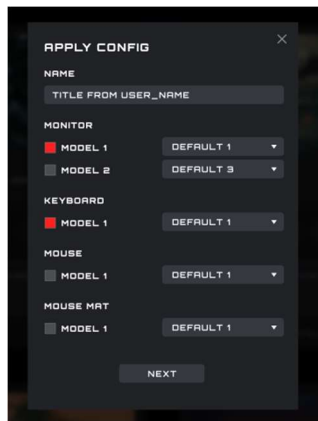 APPLY CONFIG
NAME
TITLE FROM USER_NAME
MONITOR
MODEL 1 DEFAULT 1
MODEL 2 DEFAULT 3
KEYBOARD
MODEL 1 DEFAULT 1
MOUSE
MODEL 1 DEFAULT 1
MOUSE MAT
MODEL 1 DEFAULT 1
NEXT